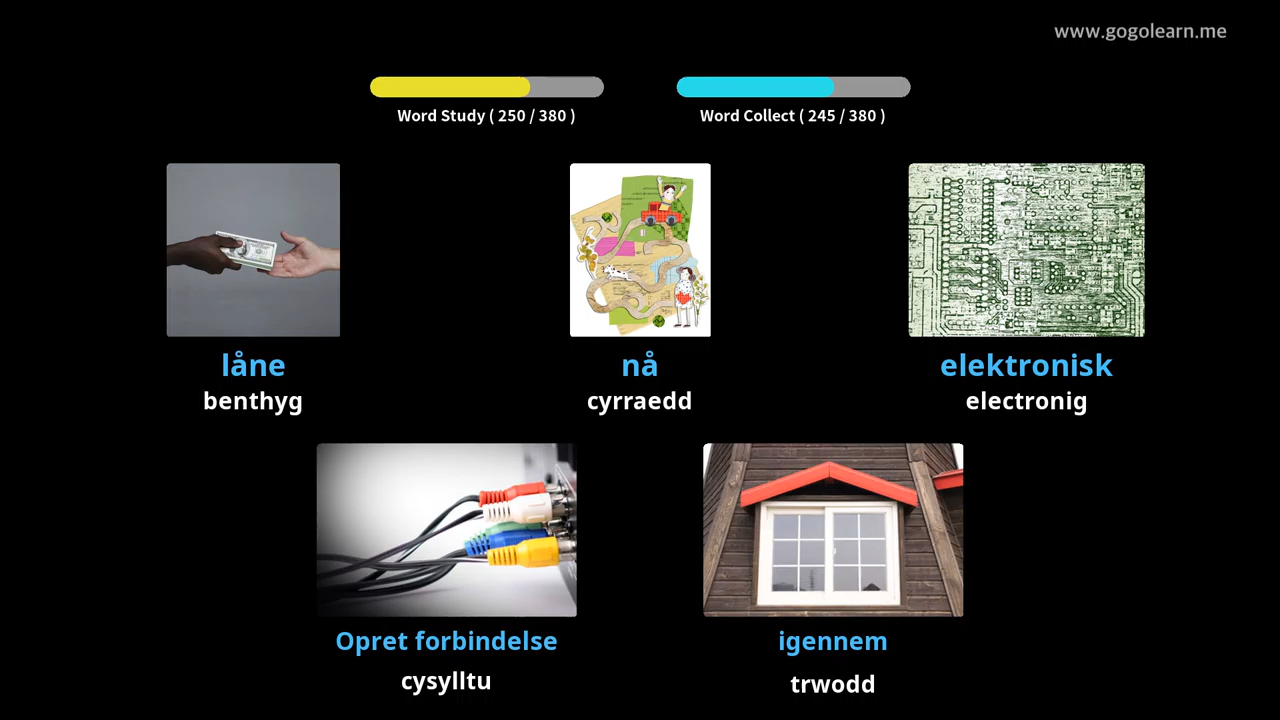 www.gogolearn.me
Word Study ( 250 / 380 )
Word Collect ( 245 / 380 )
låne
benthyg
nå
cyrraedd
elektronisk
electronig
Opret forbindelse
cysylltu
igennem
trwodd